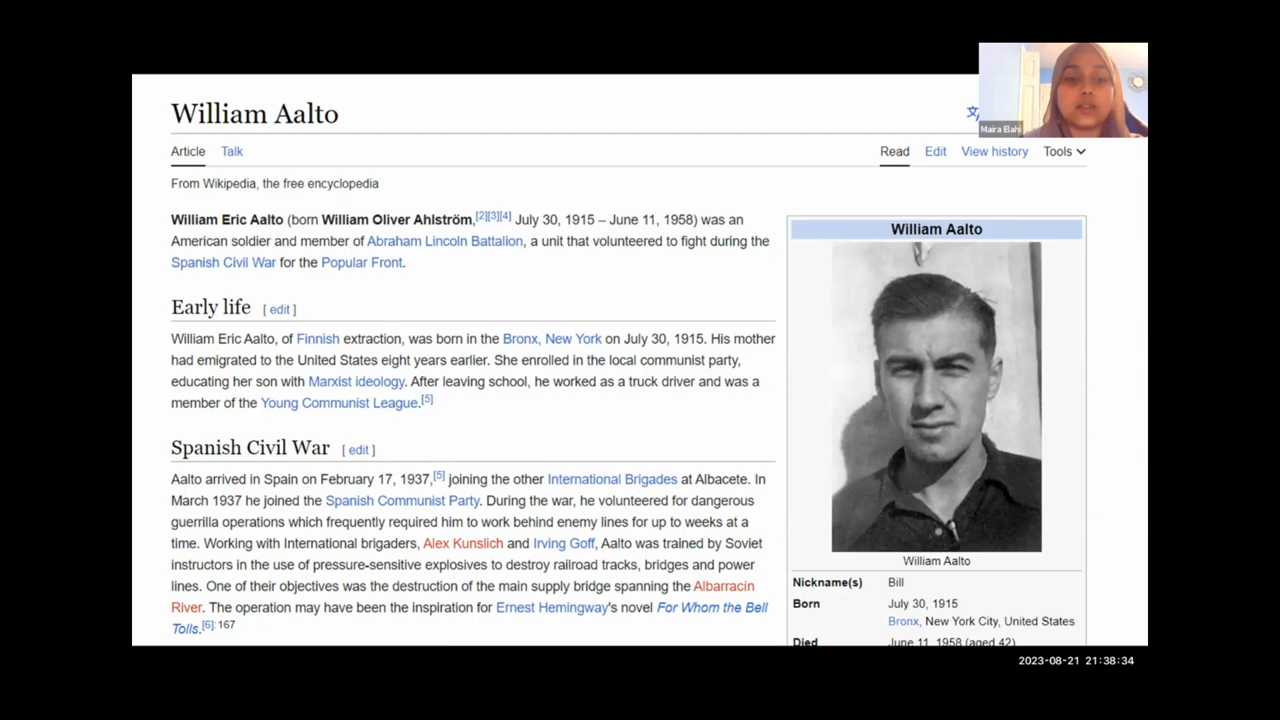 William Aalto
Maira Elahi
Article Talk
Read Edit View history Tools
From Wikipedia, the free encyclopedia
William Eric Aalto (born William Oliver Ahlström,[2][3][4] July 30, 1915 – June 11, 1958) was an
American soldier and member of Abraham Lincoln Battalion, a unit that volunteered to fight during the
Spanish Civil War for the Popular Front.
Early life [ edit ]
William Eric Aalto, of Finnish extraction, was born in the Bronx, New York on July 30, 1915. His mother
had emigrated to the United States eight years earlier. She enrolled in the local communist party,
educating her son with Marxist ideology. After leaving school, he worked as a truck driver and was a
member of the Young Communist League.[5]
Spanish Civil War [ edit ]
Aalto arrived in Spain on February 17, 1937,[5] joining the other International Brigades at Albacete. In
March 1937 he joined the Spanish Communist Party. During the war, he volunteered for dangerous
guerrilla operations which frequently required him to work behind enemy lines for up to weeks at a
time. Working with International brigaders, Alex Kunslich and Irving Goff, Aalto was trained by Soviet
instructors in the use of pressure-sensitive explosives to destroy railroad tracks, bridges and power
lines. One of their objectives was the destruction of the main supply bridge spanning the Albarracín
River. The operation may have been the inspiration for Ernest Hemingway's novel For Whom the Bell
Tolls.[6]: 167
William Aalto
William Aalto
Nickname(s) Bill
Born July 30, 1915
Bronx, New York City, United States
Died June 11, 1958 (aged 42)
2023-08-21 21:38:34